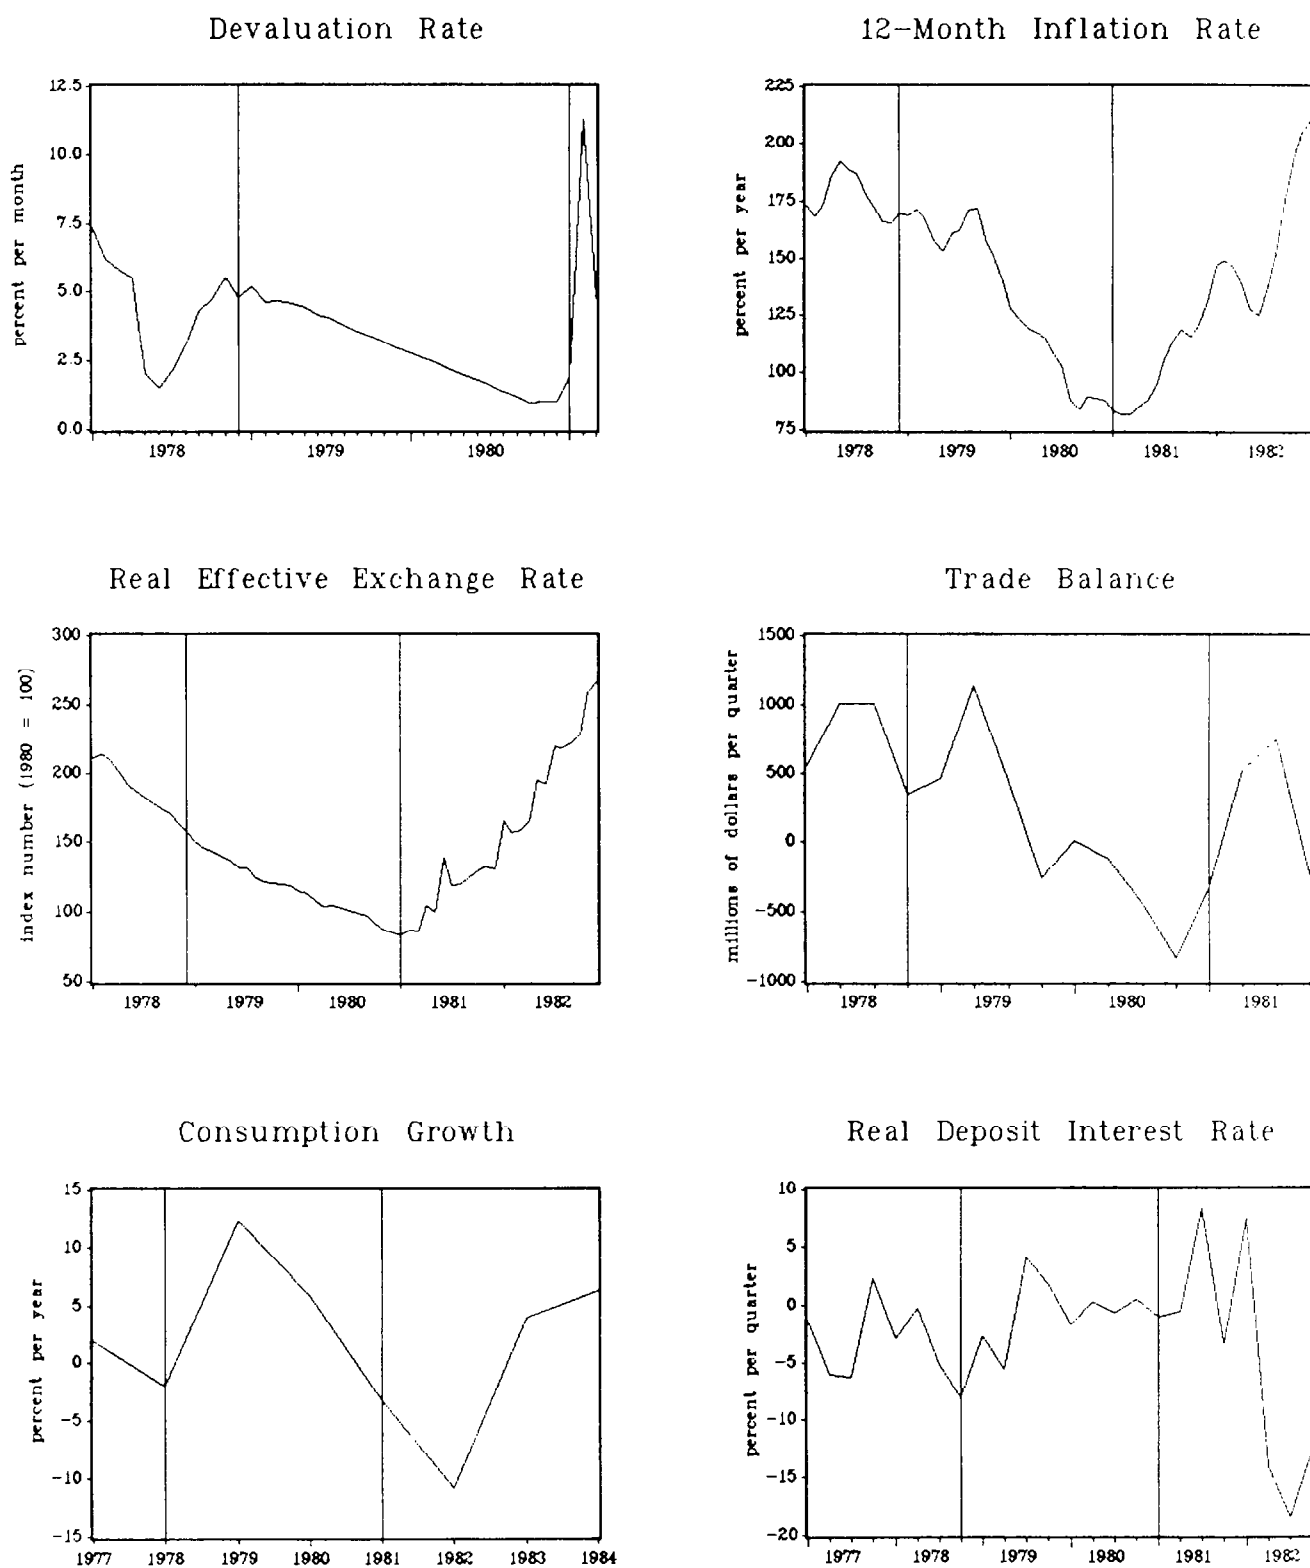 Devaluation Rate
12.5
10.0
7.5
5.0
2.5
0.0
percent per month
1978 1979 1980
12-Month Inflation Rate
225
200
175
150
125
100
75
percent per year
1978 1979 1980 1981 1982
Real Effective Exchange Rate
300
250
200
150
100
50
index number (1980 = 100)
1978 1979 1980 1981 1982
Trade Balance
1500
1000
500
0
-500
-1000
millions of dollars per quarter
1978 1979 1980 1981
Consumption Growth
15
10
5
0
-5
-10
-15
percent per year
1977 1978 1979 1980 1981 1982 1983 1984
Real Deposit Interest Rate
10
5
0
-5
-10
-15
-20
percent per quarter
1977 1978 1979 1980 1981 1982